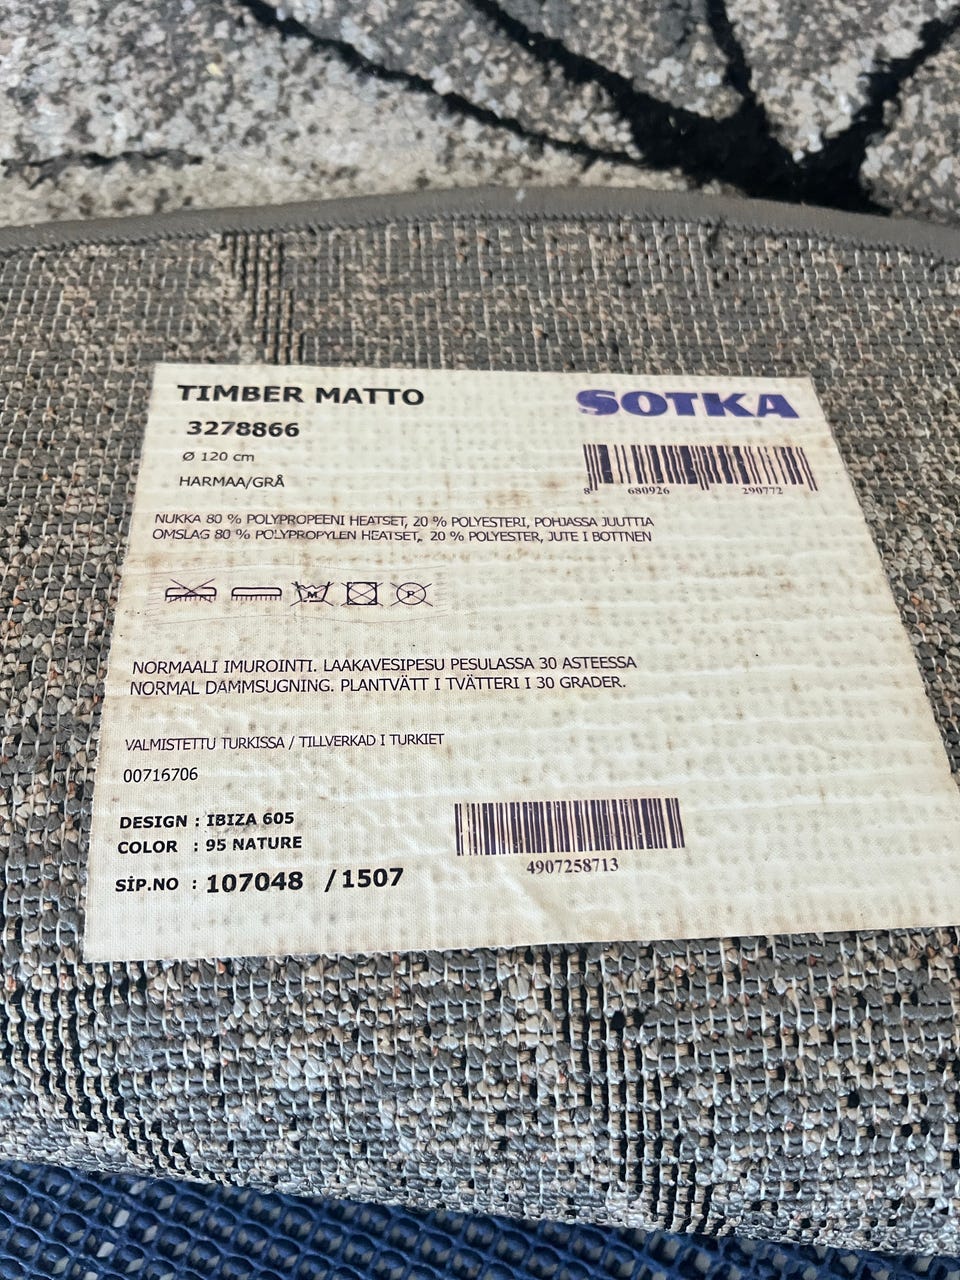 TIMBER MATTO
SOTKA
3278866
Ø 120 cm
HARMAA/GRÅ
8 680926 290772
NUKKA 80 % POLYPROPEENI HEATSET, 20 % POLYESTERI, POHJASSA JUUTTIA
OMSLAG 80 % POLYPROPYLEN HEATSET, 20 % POLYESTER, JUTE I BOTTNEN
M
P
NORMAALI IMUROINTI. LAAKAVESIPESU PESULASSA 30 ASTEESSA
NORMAL DAMMSUGNING. PLANTVÄTT I TVÄTTERI I 30 GRADER.
VALMISTETTU TURKISSA / TILLVERKAD I TURKIET
00716706
DESIGN : IBIZA 605
COLOR : 95 NATURE
SİP.NO : 107048 /1507
4907258713